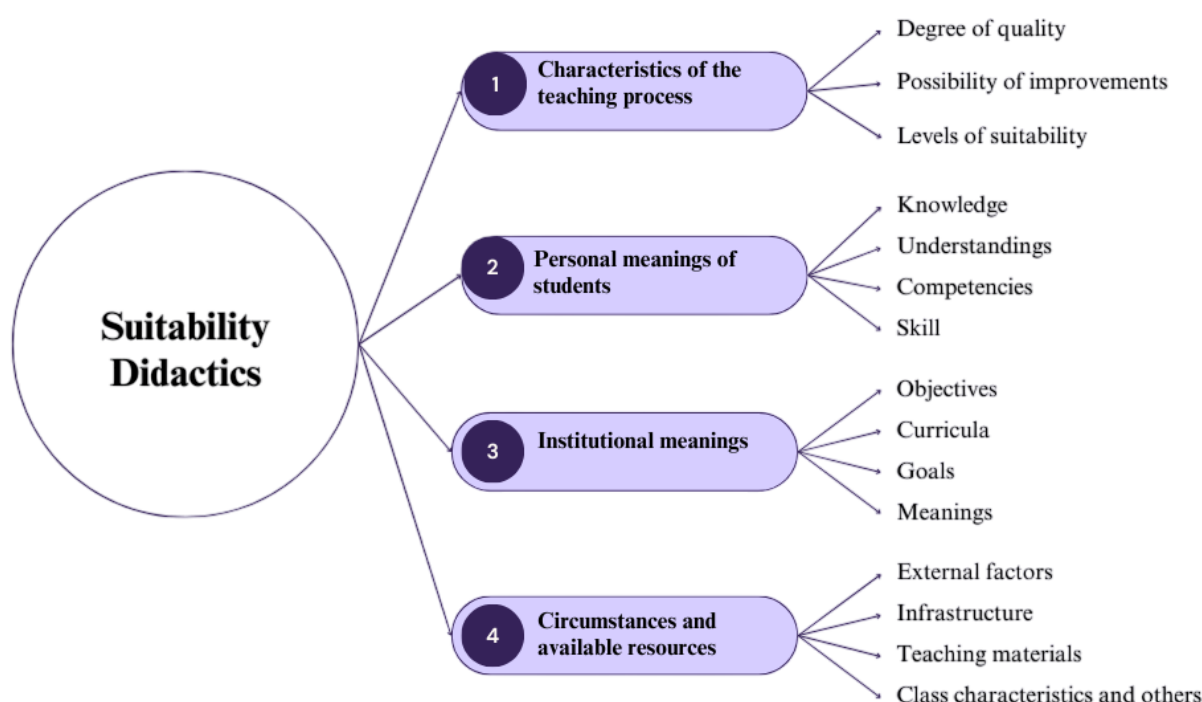 Suitability
Didactics
1
Characteristics of the
teaching process
Degree of quality
Possibility of improvements
Levels of suitability
2
Personal meanings of
students
Knowledge
Understandings
Competencies
Skill
3
Institutional meanings
Objectives
Curricula
Goals
Meanings
4
Circumstances and
available resources
External factors
Infrastructure
Teaching materials
Class characteristics and others